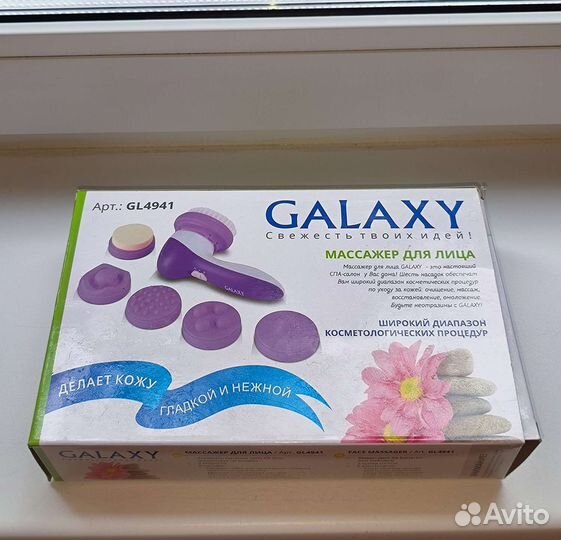 Арт.: GL4941
GALAXY
Свежесть твоих идей!
МАССАЖЕР ДЛЯ ЛИЦА
Массажер для лица GALAXY - это настоящий
СПА-салон у Вас дома! Шесть насадок обеспечат
Вам широкий диапазон косметических процедур
по уходу за кожей: очищение, массаж,
восстановление, омоложение.
Будьте неотразимы с GALAXY!
ШИРОКИЙ ДИАПАЗОН
КОСМЕТОЛОГИЧЕСКИХ ПРОЦЕДУР
GALAXY
ДЕЛАЕТ КОЖУ
ГЛАДКОЙ И НЕЖНОЙ
GALAXY
МАССАЖЕР ДЛЯ ЛИЦА / Арт. GL4941
FACE MASSAGER / Art. GL4941
Avito